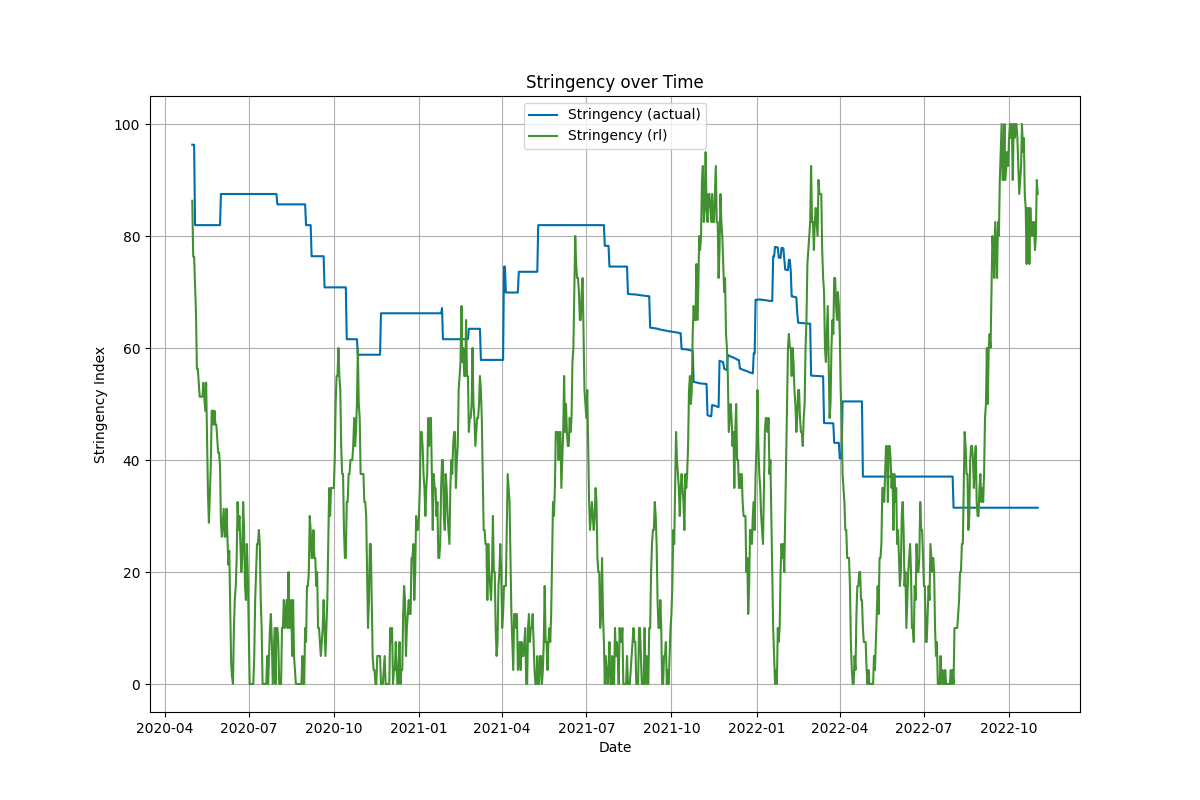 Stringency over Time
Stringency (actual)
Stringency (rl)
Stringency Index
100
80
60
40
20
0
2020-04 2020-07 2020-10 2021-01 2021-04 2021-07 2021-10 2022-01 2022-04 2022-07 2022-10
Date